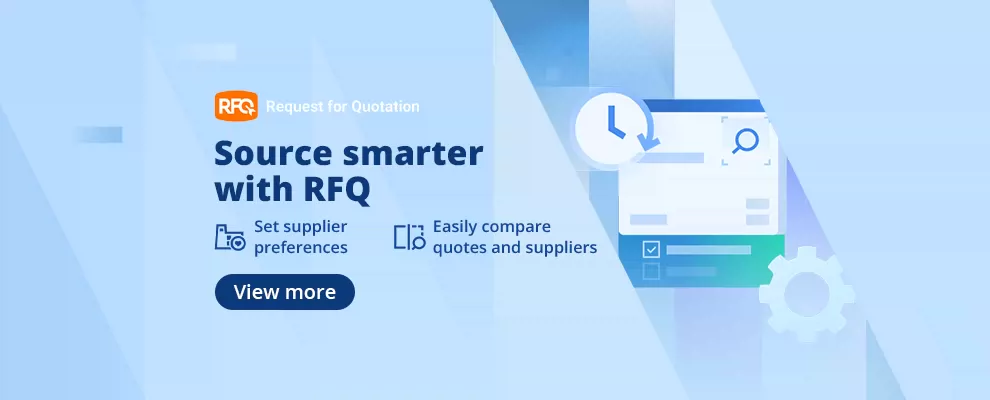 RFQ Request for Quotation
Source smarter
with RFQ
Set supplier
preferences
Easily compare
quotes and suppliers
View more